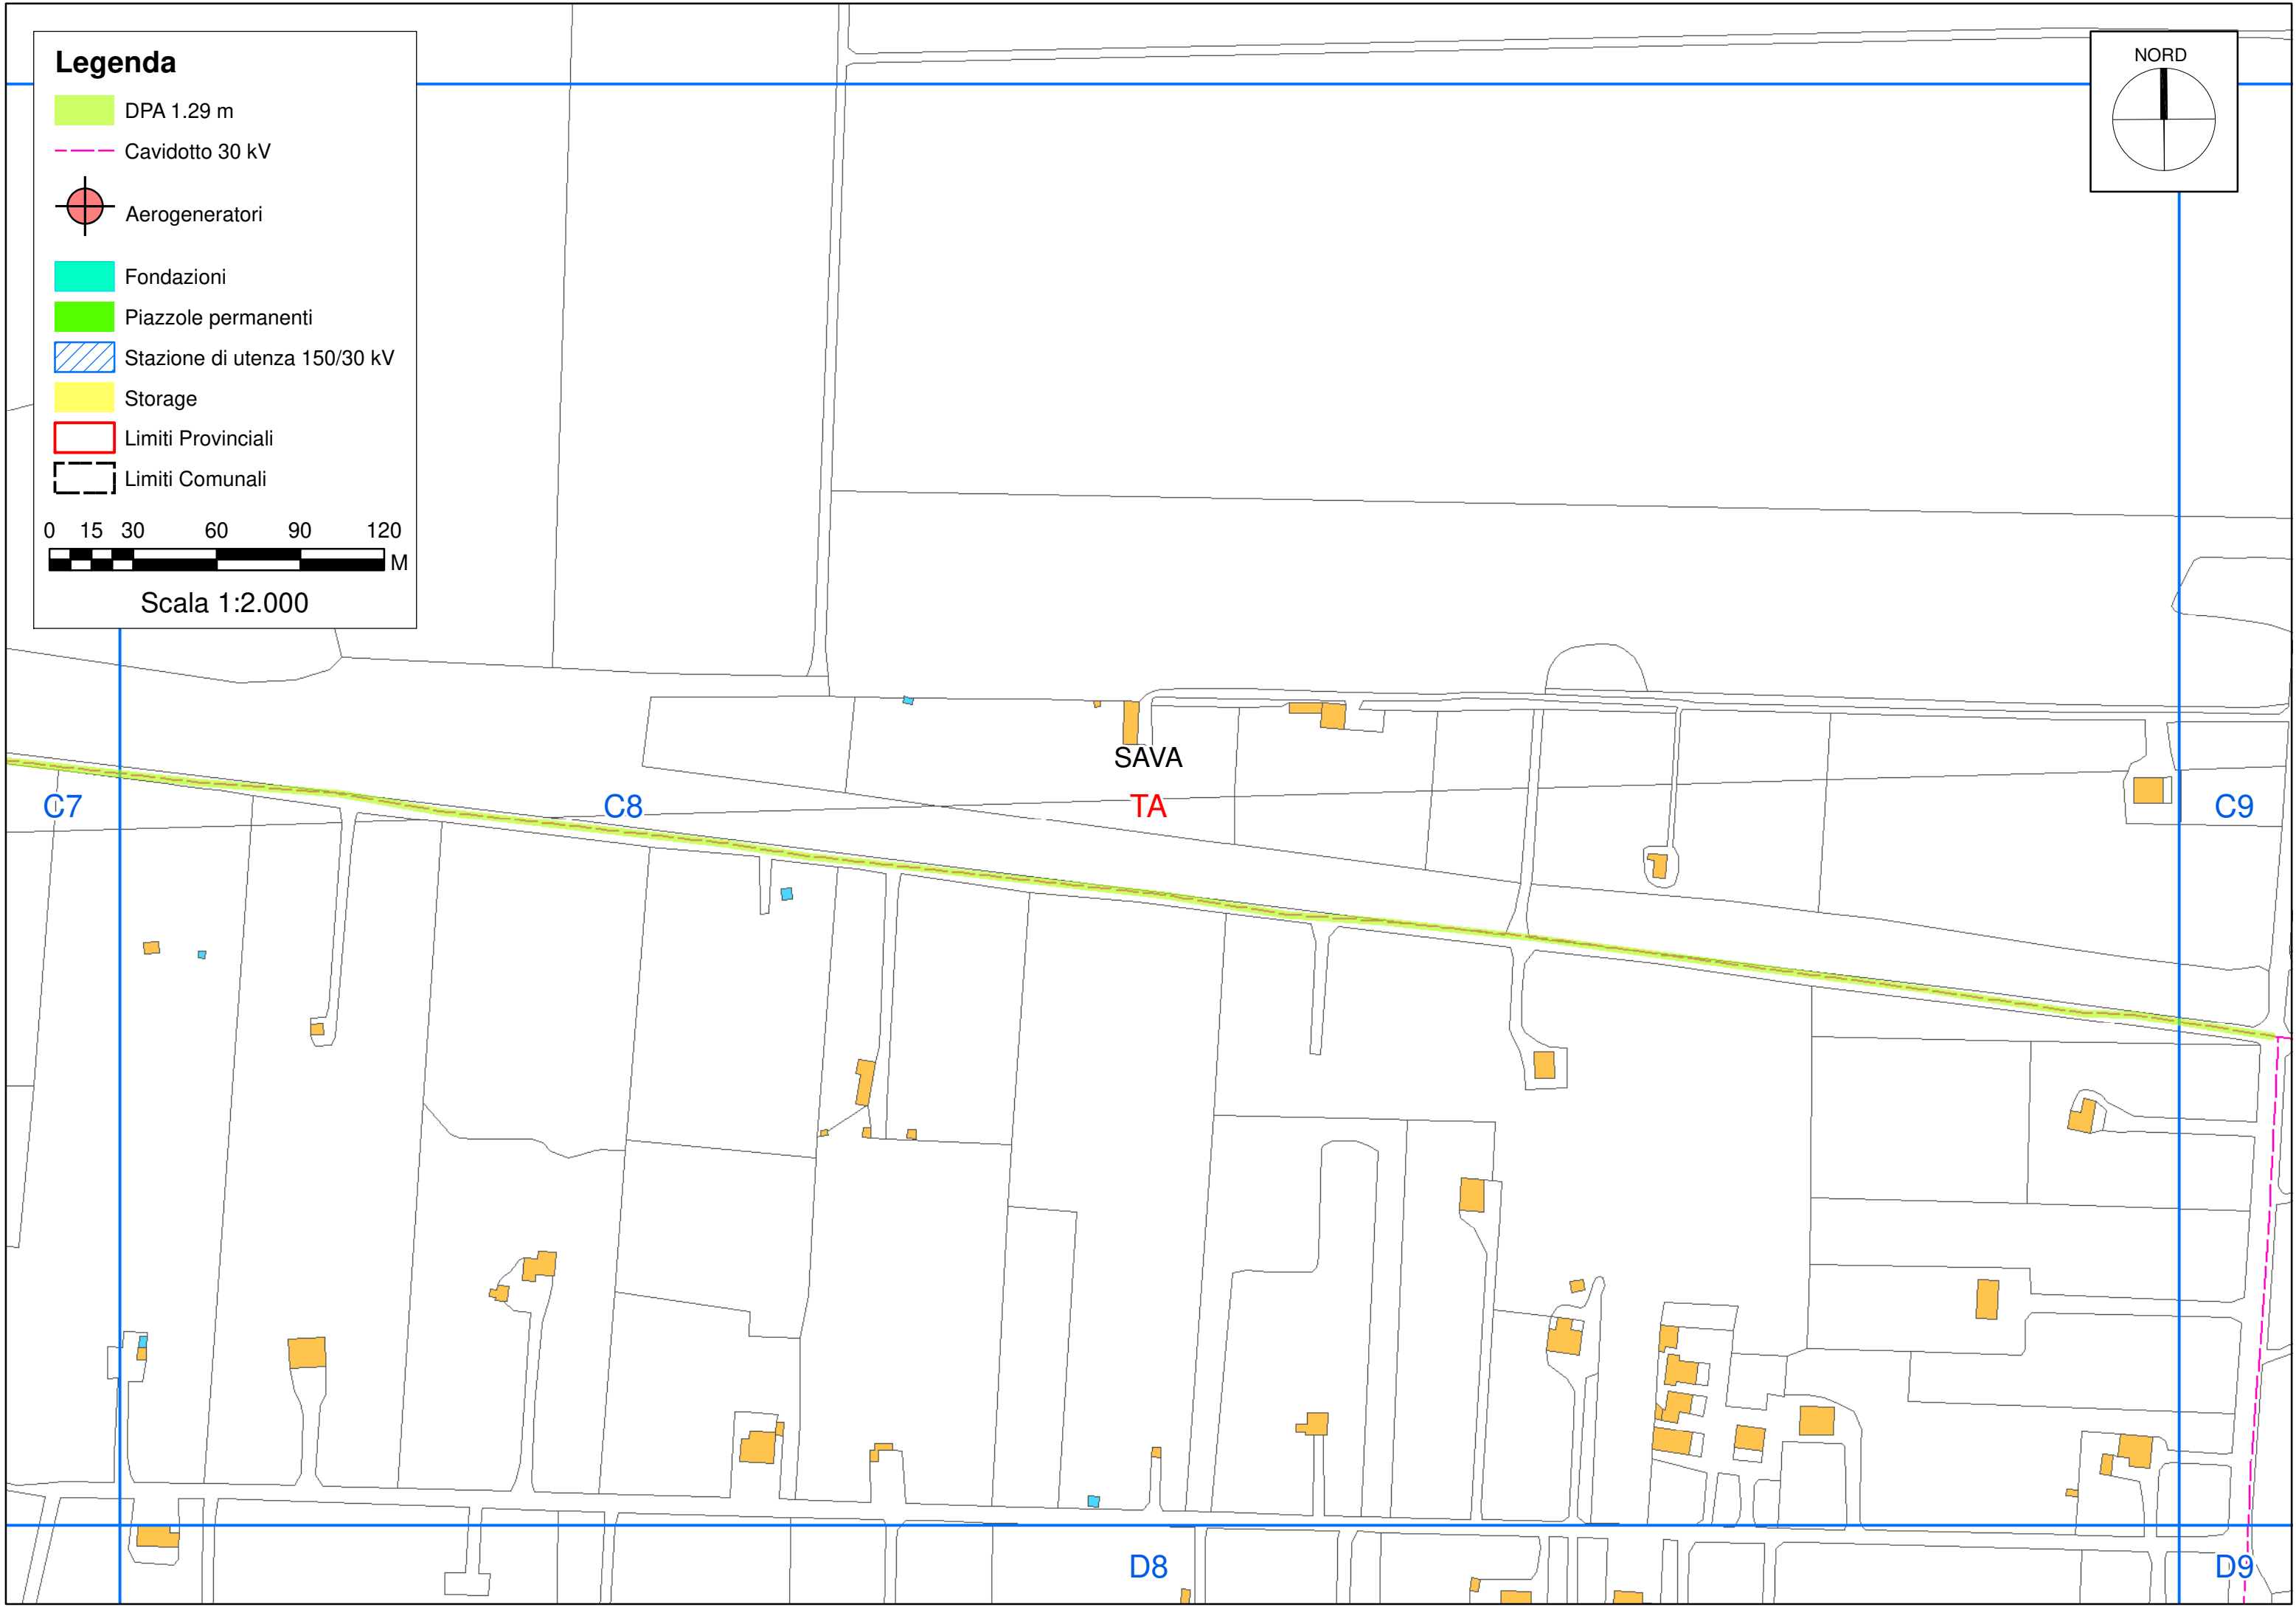 Legenda
DPA 1.29 m
Cavidotto 30 kV
Aerogeneratori
Fondazioni
Piazzole permanenti
Stazione di utenza 150/30 kV
Storage
Limiti Provinciali
Limiti Comunali
0 15 30 60 90 120
M
Scala 1:2.000
NORD
SAVA
C7 C8 TA C9
D8 D9